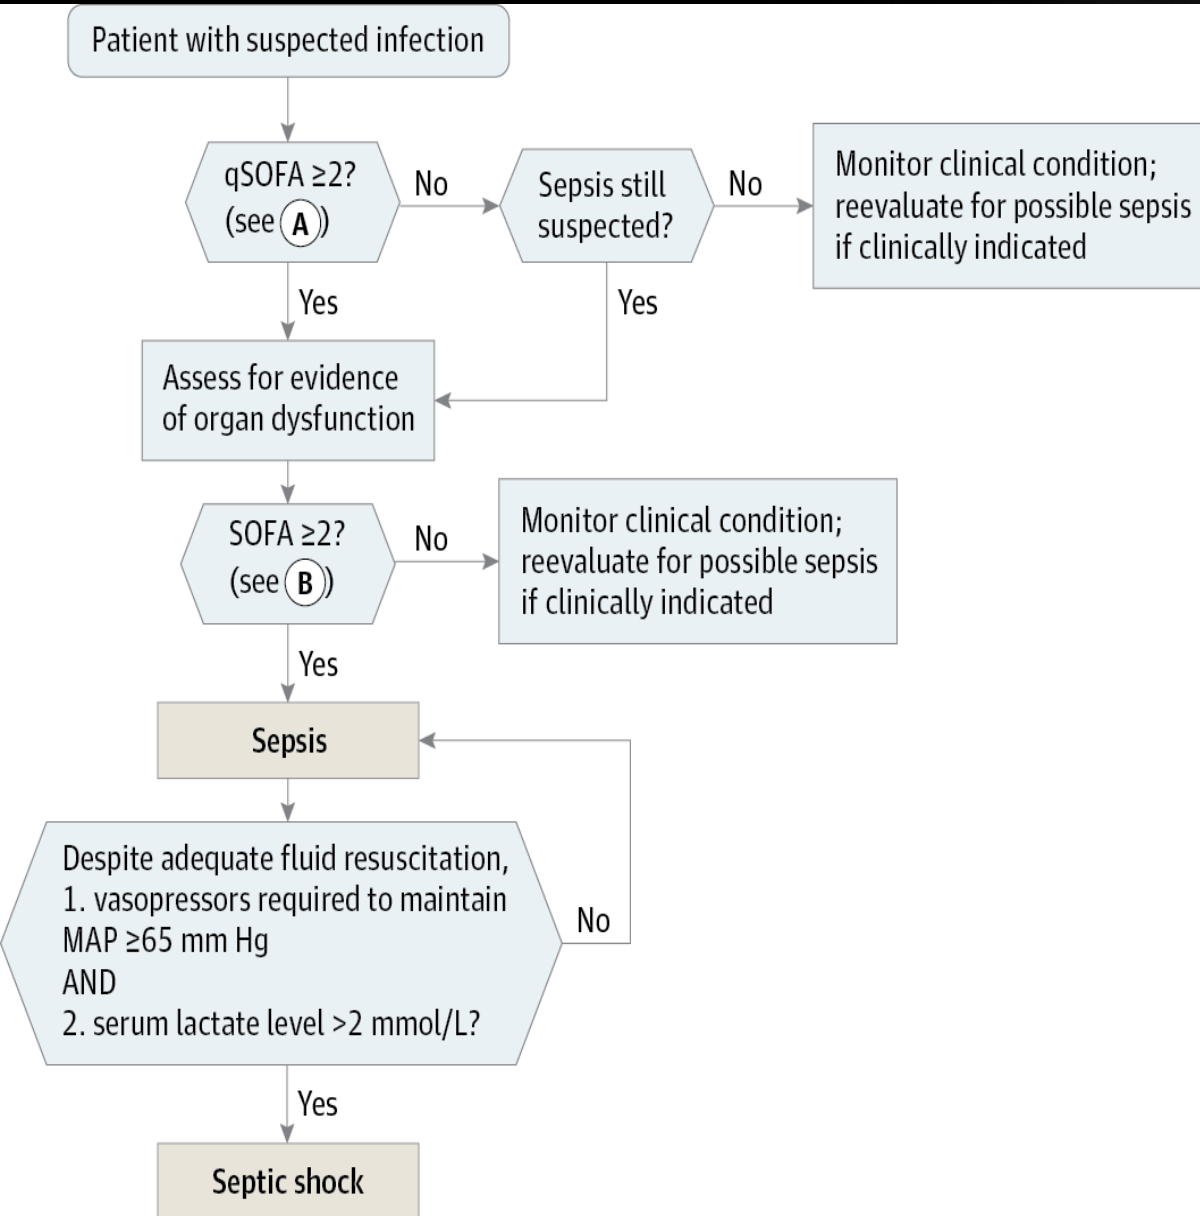 Patient with suspected infection
qSOFA ≥2?
(see A)
No
Sepsis still
suspected?
No
Monitor clinical condition;
reevaluate for possible sepsis
if clinically indicated
Yes
Yes
Assess for evidence
of organ dysfunction
SOFA ≥2?
(see B)
No
Monitor clinical condition;
reevaluate for possible sepsis
if clinically indicated
Yes
Sepsis
Despite adequate fluid resuscitation,
1. vasopressors required to maintain
MAP ≥65 mm Hg
AND
2. serum lactate level >2 mmol/L?
No
Yes
Septic shock